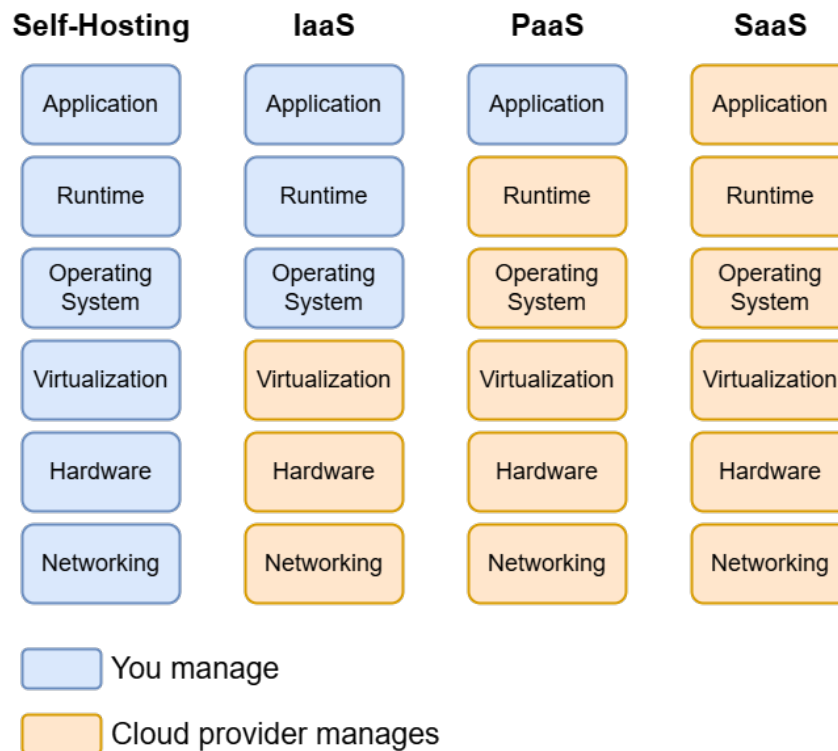 Self-Hosting IaaS PaaS SaaS
Application Application Application Application
Runtime Runtime Runtime Runtime
Operating Operating Operating Operating
System System System System
Virtualization Virtualization Virtualization Virtualization
Hardware Hardware Hardware Hardware
Networking Networking Networking Networking
You manage
Cloud provider manages